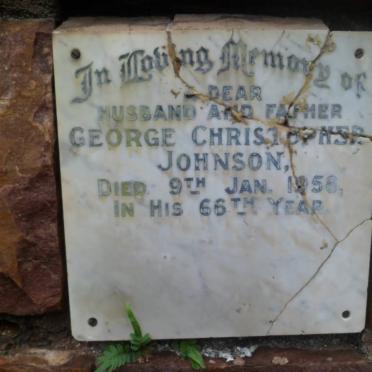 In Loving Memory of
A DEAR
HUSBAND AND FATHER
GEORGE CHRISTOPHER
JOHNSON,
DIED 9TH JAN. 1958,
IN HIS 66TH YEAR.